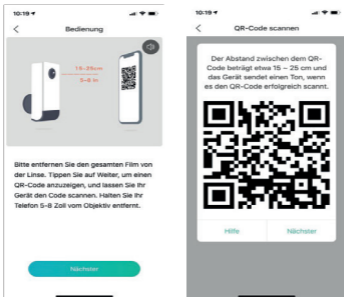 10:19
Bedienung
15-25cm
5-8 in
Bitte entfernen Sie den gesamten Film von
der Linse. Tippen Sie auf Weiter, um einen
QR-Code anzuzeigen, und lassen Sie Ihr
Gerät den Code scannen. Halten Sie Ihr
Telefon 5-8 Zoll vom Objektiv entfernt.
Nächster
10:19
QR-Code scannen
Der Abstand zwischen dem QR-
Code beträgt etwa 15 – 25 cm und
das Gerät sendet einen Ton, wenn
es den QR-Code erfolgreich scannt.
Hilfe
Nächster